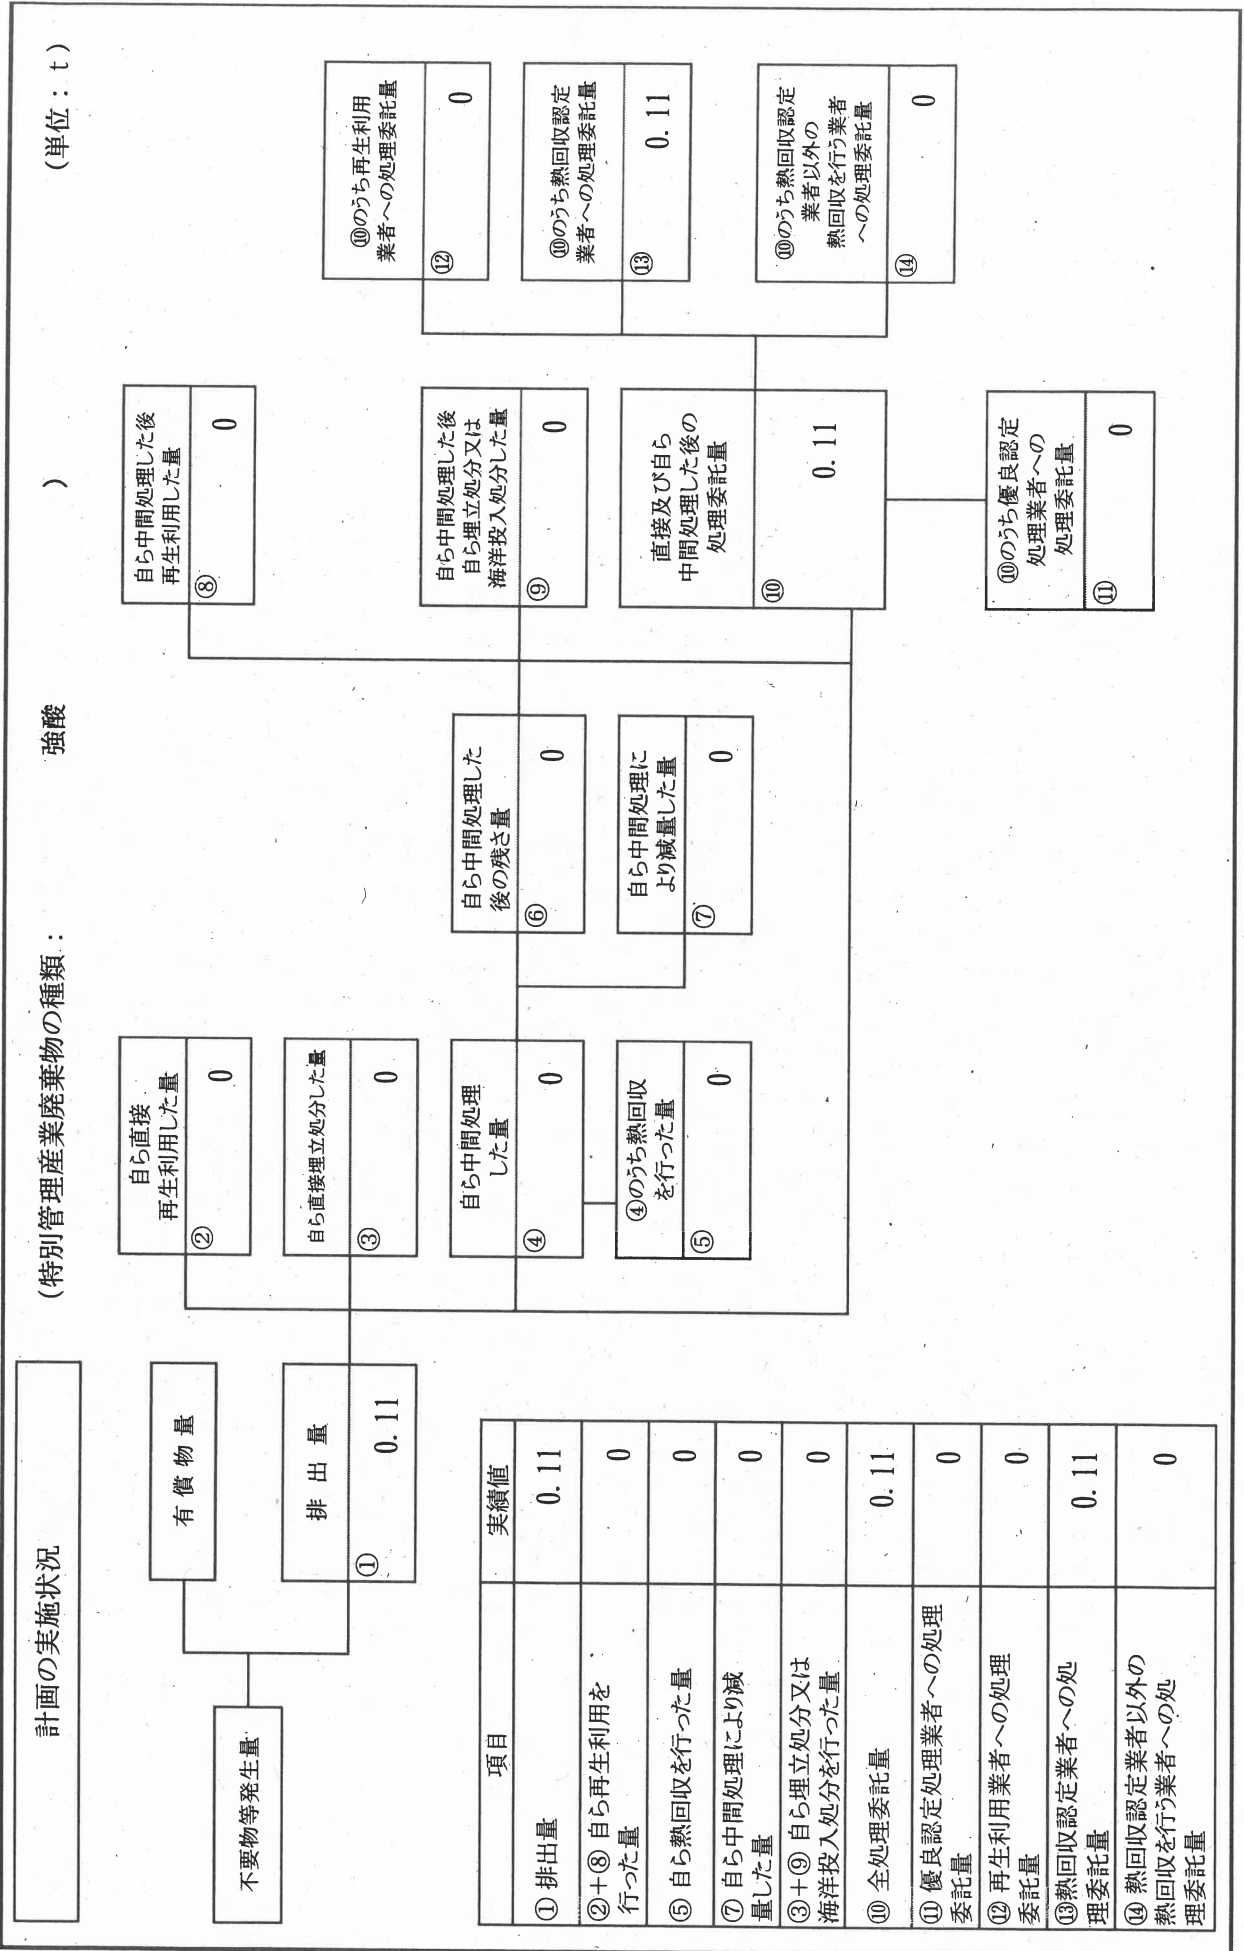 計画の実施状況
(特別管理産業廃棄物の種類:
強酸
)
(単位:t)
不要物等発生量
有償物量
排出量
①
0.11
自ら直接
再生利用した量
②
0
自ら直接埋立処分した量
③
0
自ら中間処理
した量
④
0
④のうち熱回収
を行った量
⑤
0
自ら中間処理した
後の残さ量
⑥
0
自ら中間処理に
より減量した量
⑦
0
自ら中間処理した後
再生利用した量
⑧
0
自ら中間処理した後
自ら埋立処分又は
海洋投入処分した量
⑨
0
直接及び自ら
中間処理した後の
処理委託量
⑩
0.11
⑩のうち優良認定
処理業者への
処理委託量
⑪
0
⑩のうち再生利用
業者への処理委託量
⑫
0
⑩のうち熱回収認定
業者への処理委託量
⑬
0.11
⑩のうち熱回収認定
業者以外の
熱回収を行う業者
への処理委託量
⑭
0
項目
実績値
① 排出量
0.11
②+⑧ 自ら再生利用を
行った量
0
⑤ 自ら熱回収を行った量
0
⑦ 自ら中間処理により減
量した量
0
③+⑨ 自ら埋立処分又は
海洋投入処分を行った量
0
⑩ 全処理委託量
0.11
⑪ 優良認定処理業者への処理
委託量
0
⑫ 再生利用業者への処理
委託量
0
⑬熱回収認定業者への処
理委託量
0.11
⑭ 熱回収認定業者以外の
熱回収を行う業者への処
理委託量
0